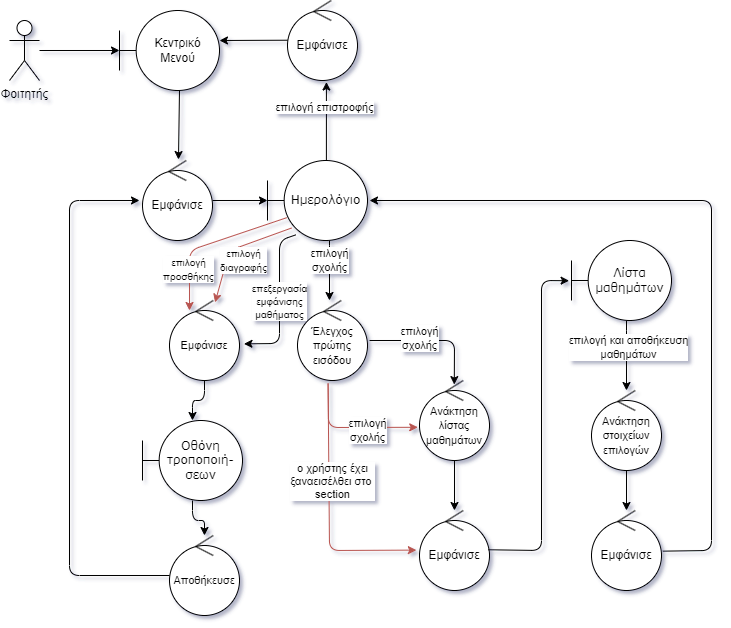 Φοιτητής
Κεντρικό
Μενού
Εμφάνισε
επιλογή επιστροφής
Εμφάνισε
Ημερολόγιο
επιλογή
προσθήκης
επιλογή
διαγραφής
επεξεργασία
εμφάνισης
μαθήματος
επιλογή
σχολής
Λίστα
μαθημάτων
Εμφάνισε
Έλεγχος
πρώτης
εισόδου
επιλογή
σχολής
επιλογή και αποθήκευση
μαθημάτων
Οθόνη
τροποποιή-
σεων
επιλογή
σχολής
Ανάκτηση
λίστας
μαθημάτων
Ανάκτηση
στοιχείων
επιλογών
ο χρήστης έχει
ξαναεισέλθει στο
section
Αποθήκευσε
Εμφάνισε
Εμφάνισε